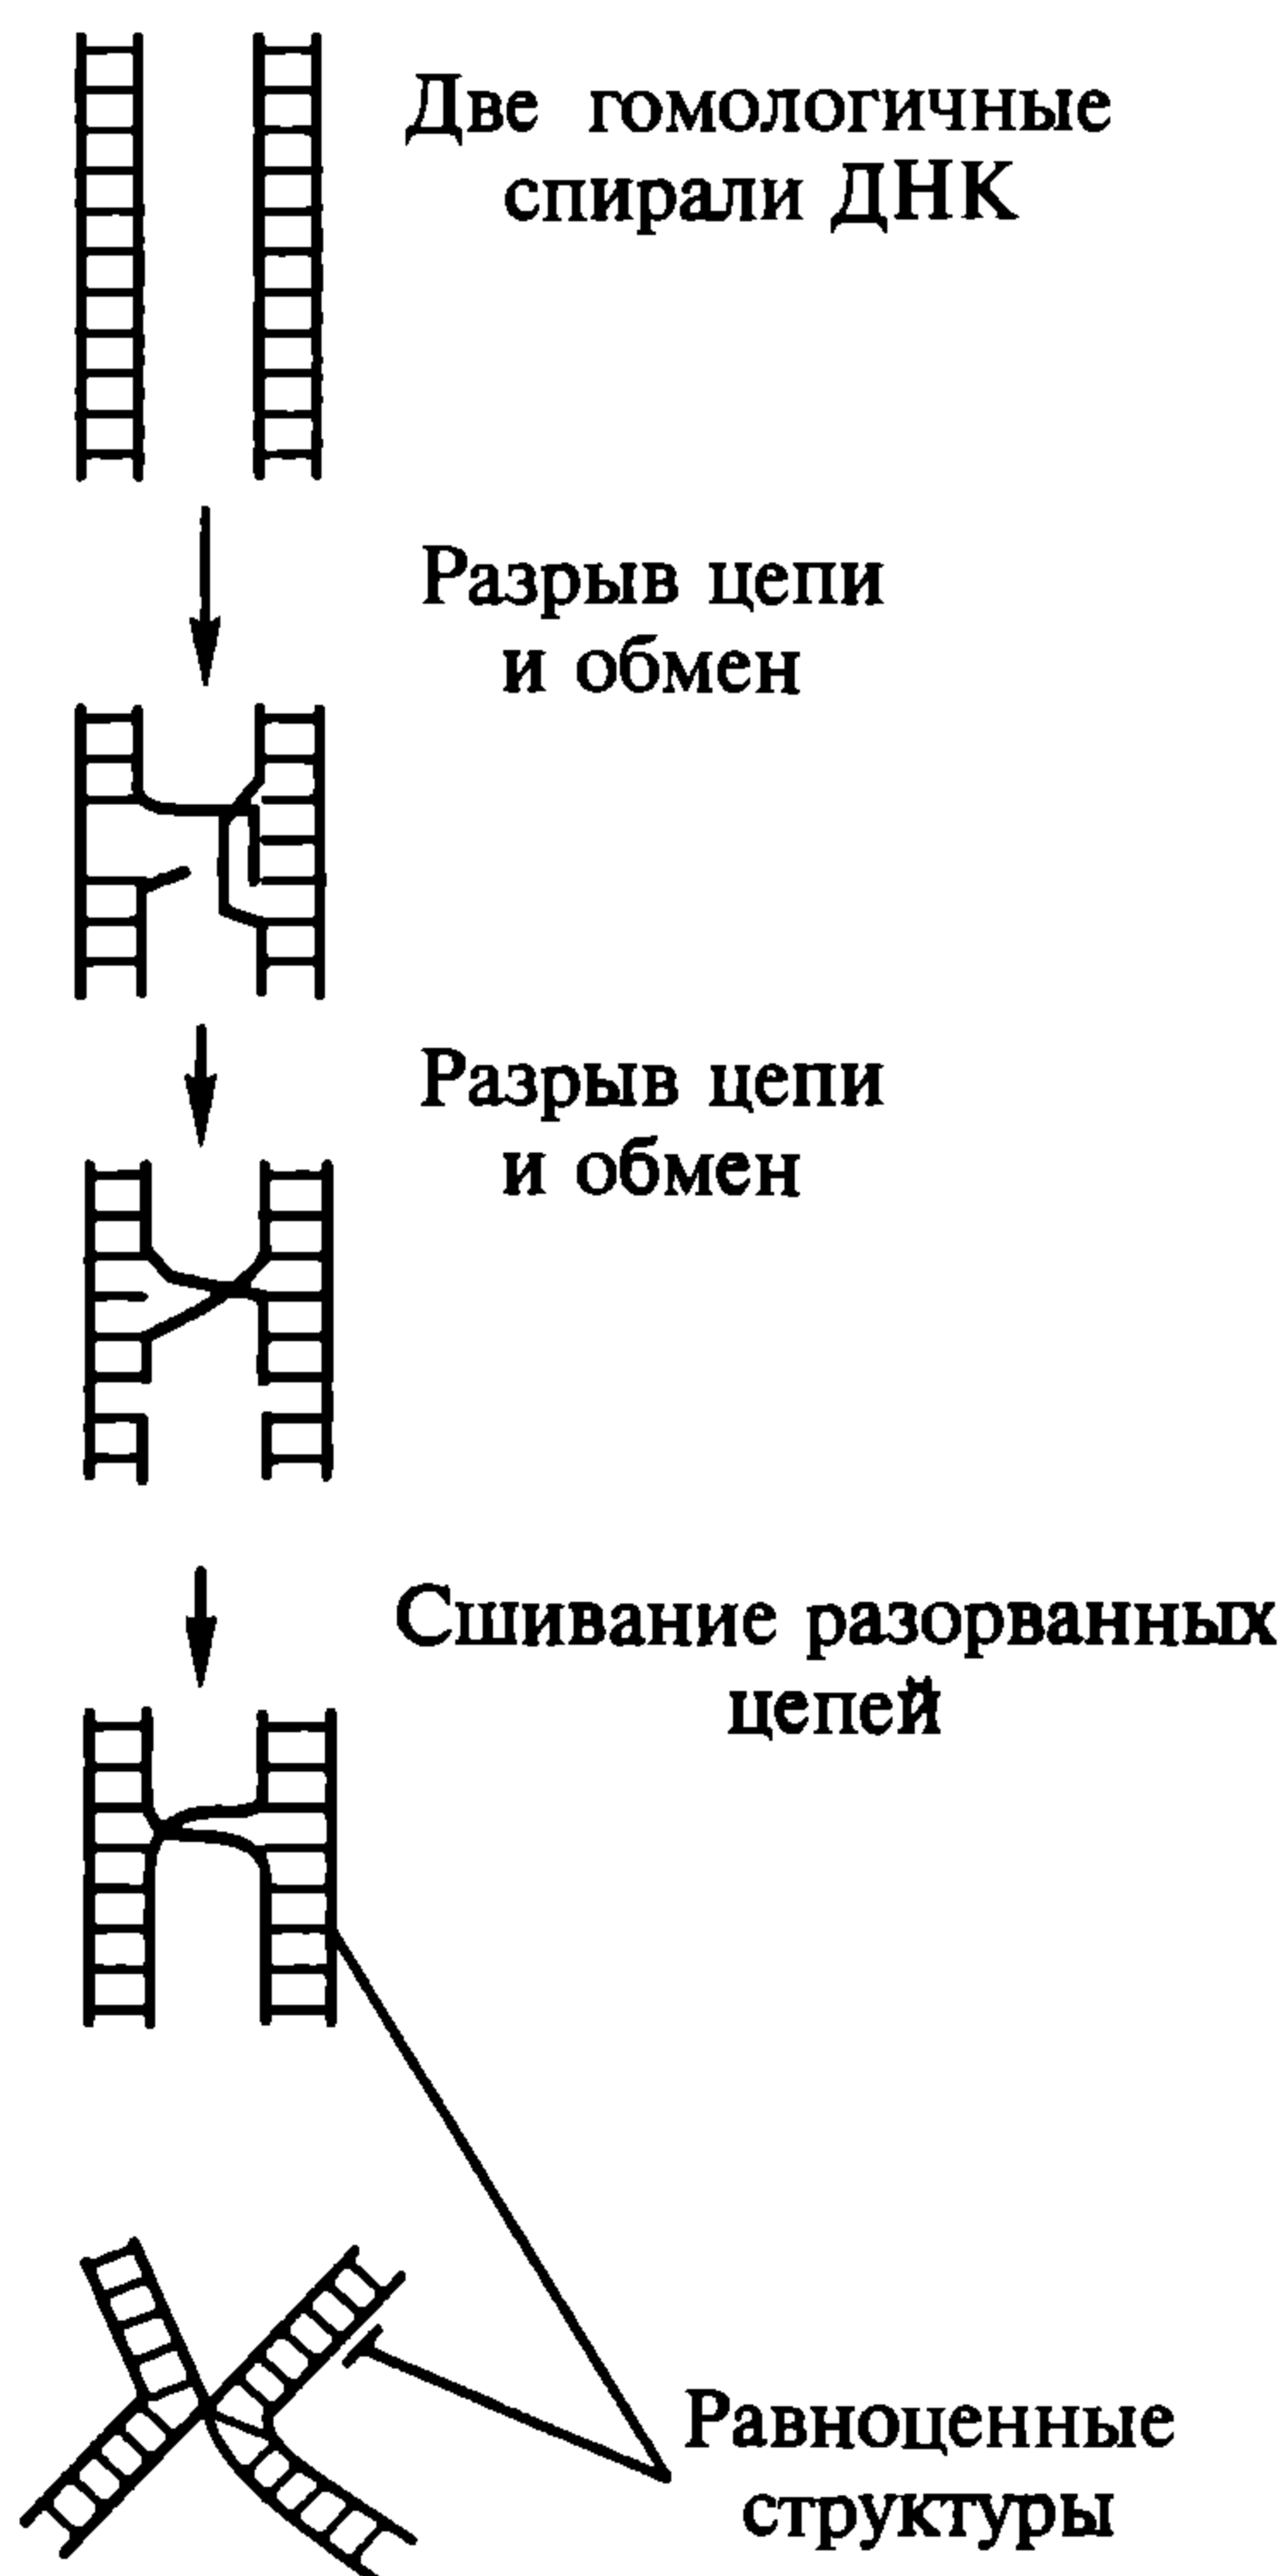 Две гомологичные
спирали ДНК
Разрыв цепи
и обмен
Разрыв цепи
и обмен
Сшивание разорванных
цепей
Равноценные
структуры